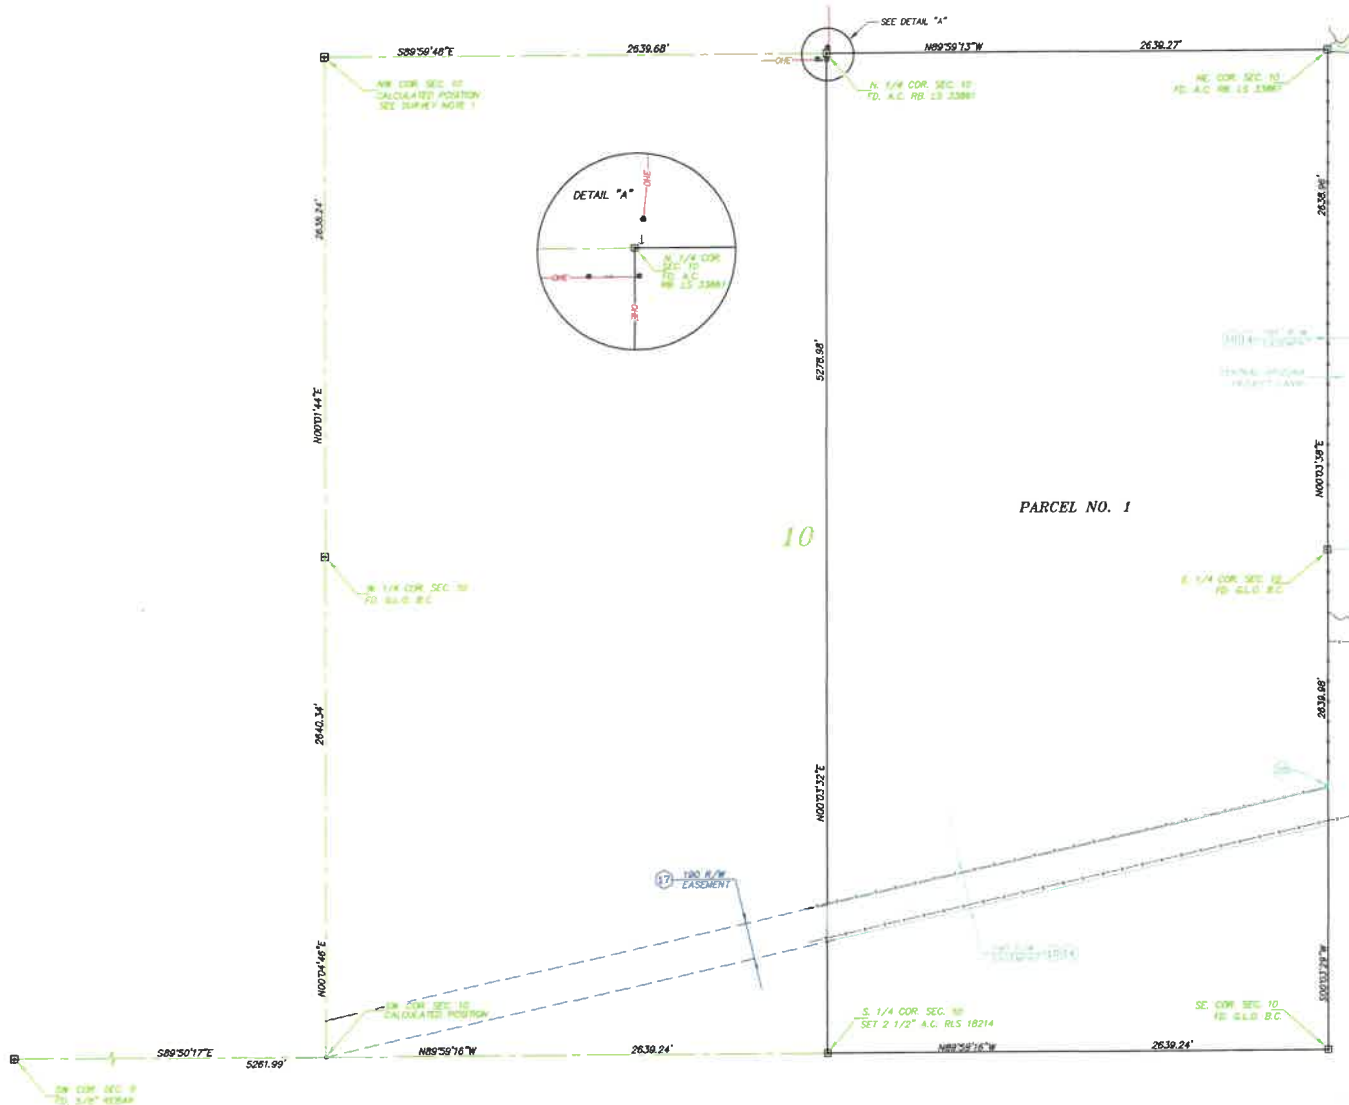 SEE DETAIL "A"
S89°59'48"E
2639.68'
OHE
N89°59'13"W
2639.27'
NW COR. SEC. 10
CALCULATED POSITION
SEE SURVEY NOTE 1
N. 1/4 COR. SEC. 10
FD. A.C. RB. LS 33861
NE. COR. SEC. 10
FD. A.C. RB. LS 33861
DETAIL "A"
OHE
N. 1/4 COR.
SEC. 10
FD. A.C.
RB. LS 33861
OHE
OHE
2638.24'
2638.96'
5278.98'
N00°01'44"E
N00°03'38"E
PARCEL NO. 1
10
W. 1/4 COR. SEC. 10
FD. G.L.O. B.C.
E. 1/4 COR. SEC. 10
FD. G.L.O. B.C.
2640.34'
2639.98'
N00°03'32"E
17
190 R/W
EASEMENT
N00°04'46"E
S00°03'29"W
SW COR. SEC. 10
CALCULATED POSITION
S. 1/4 COR. SEC. 10
SET 2 1/2" A.C. RLS 18214
SE. COR. SEC. 10
FD. G.L.O. B.C.
S89°50'17"E
5261.99'
N89°59'16"W
2639.24'
N89°59'16"W
2639.24'
SW COR. SEC. 9
FD. 5/8" REBAR